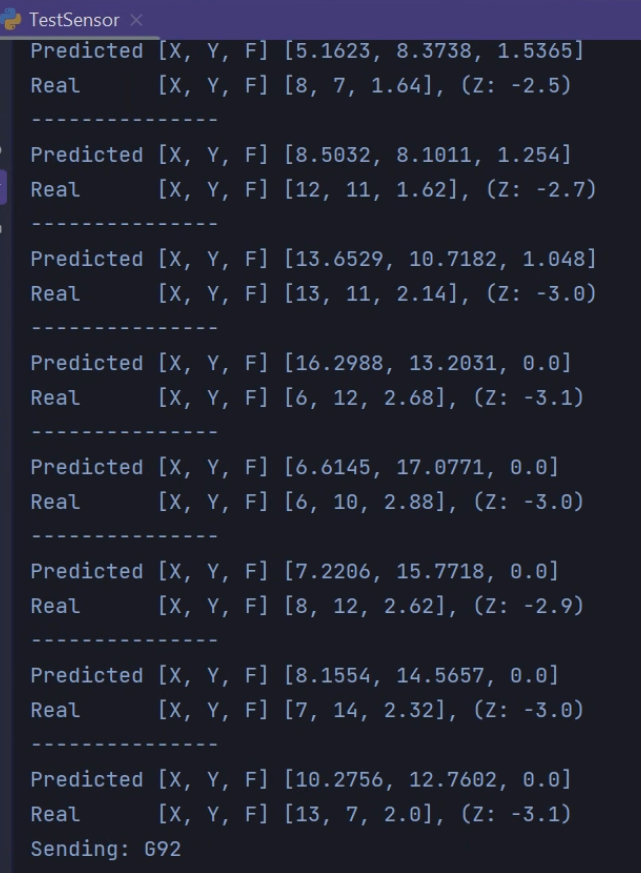 TestSensor
Predicted [X, Y, F] [5.1623, 8.3738, 1.5365]
Real      [X, Y, F] [8, 7, 1.64], (Z: -2.5)
---------------
Predicted [X, Y, F] [8.5032, 8.1011, 1.254]
Real      [X, Y, F] [12, 11, 1.62], (Z: -2.7)
---------------
Predicted [X, Y, F] [13.6529, 10.7182, 1.048]
Real      [X, Y, F] [13, 11, 2.14], (Z: -3.0)
---------------
Predicted [X, Y, F] [16.2988, 13.2031, 0.0]
Real      [X, Y, F] [6, 12, 2.68], (Z: -3.1)
---------------
Predicted [X, Y, F] [6.6145, 17.0771, 0.0]
Real      [X, Y, F] [6, 10, 2.88], (Z: -3.0)
---------------
Predicted [X, Y, F] [7.2206, 15.7718, 0.0]
Real      [X, Y, F] [8, 12, 2.62], (Z: -2.9)
---------------
Predicted [X, Y, F] [8.1554, 14.5657, 0.0]
Real      [X, Y, F] [7, 14, 2.32], (Z: -3.0)
---------------
Predicted [X, Y, F] [10.2756, 12.7602, 0.0]
Real      [X, Y, F] [13, 7, 2.0], (Z: -3.1)
Sending: G92